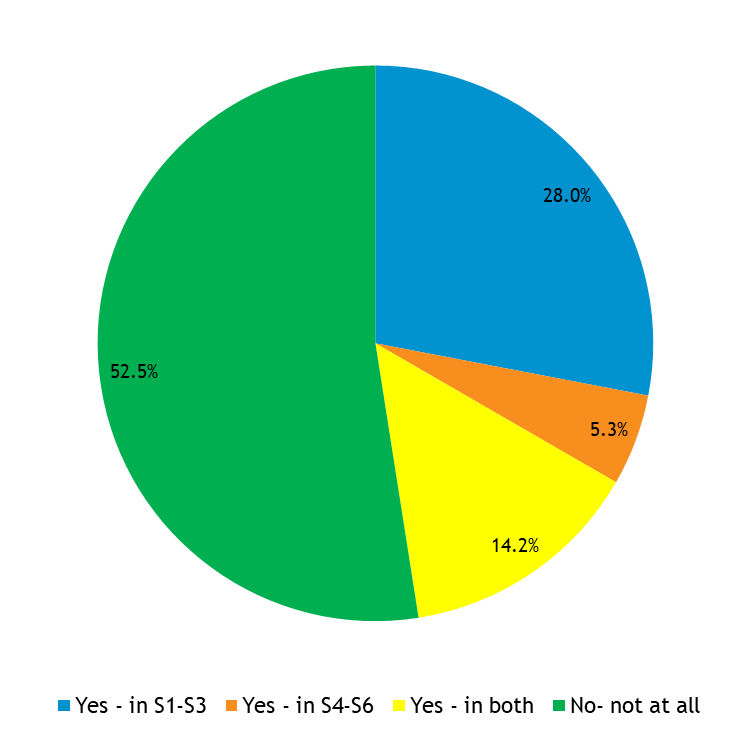 28.0%
5.3%
14.2%
52.5%
Yes - in S1-S3 Yes - in S4-S6 Yes - in both No- not at all